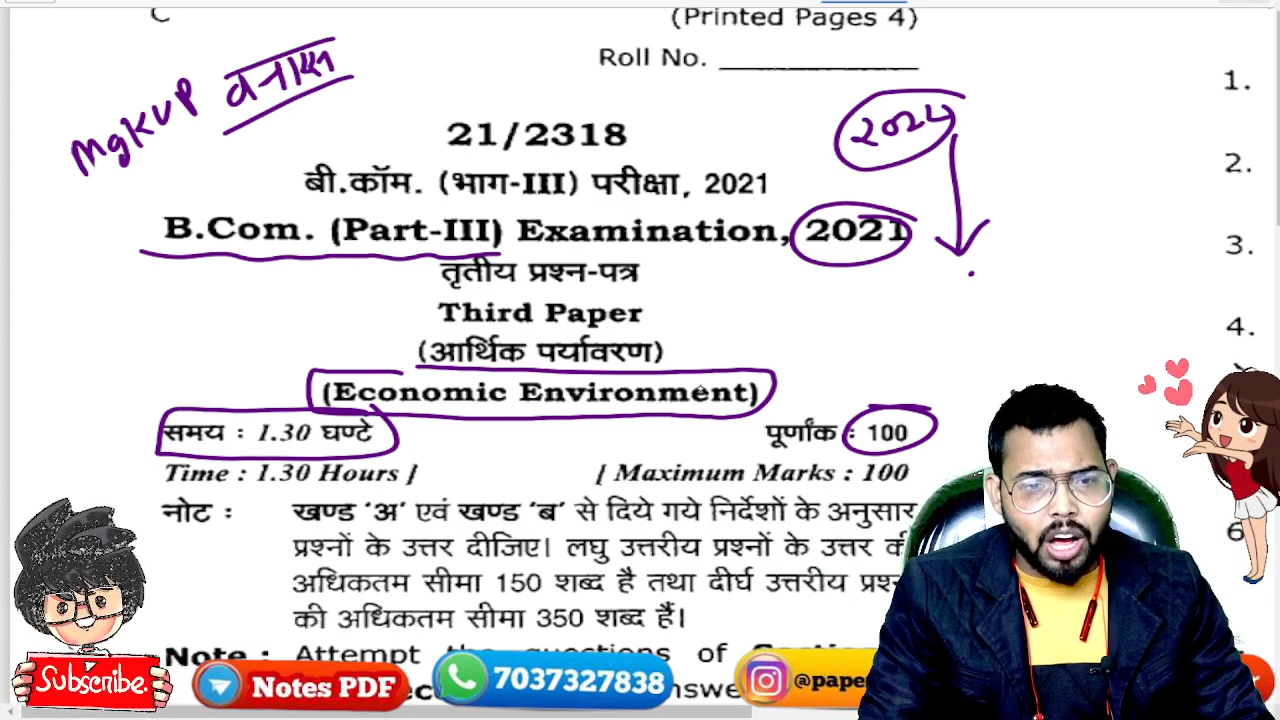 C
(Printed Pages 4)
Roll No.
MgKVP
2024
21/2318
बी.कॉम. (भाग-III) परीक्षा, 2021
B.Com. (Part-III) Examination, 2021
तृतीय प्रश्न-पत्र
Third Paper
(आर्थिक पर्यावरण)
(Economic Environment)
समय : 1.30 घण्टे
पूर्णांक : 100
Time : 1.30 Hours ]
[ Maximum Marks : 100
नोट :
खण्ड 'अ' एवं खण्ड 'ब' से दिये गये निर्देशों के अनुसार
प्रश्नों के उत्तर दीजिए। लघु उत्तरीय प्रश्नों के उत्तर की
अधिकतम सीमा 150 शब्द है तथा दीर्घ उत्तरीय
की अधिकतम सीमा 350 शब्द हैं।
Note : Attempt the questions of
1.
2.
3.
4.
6
Subscribe.
Notes PDF
7037327838
@pape